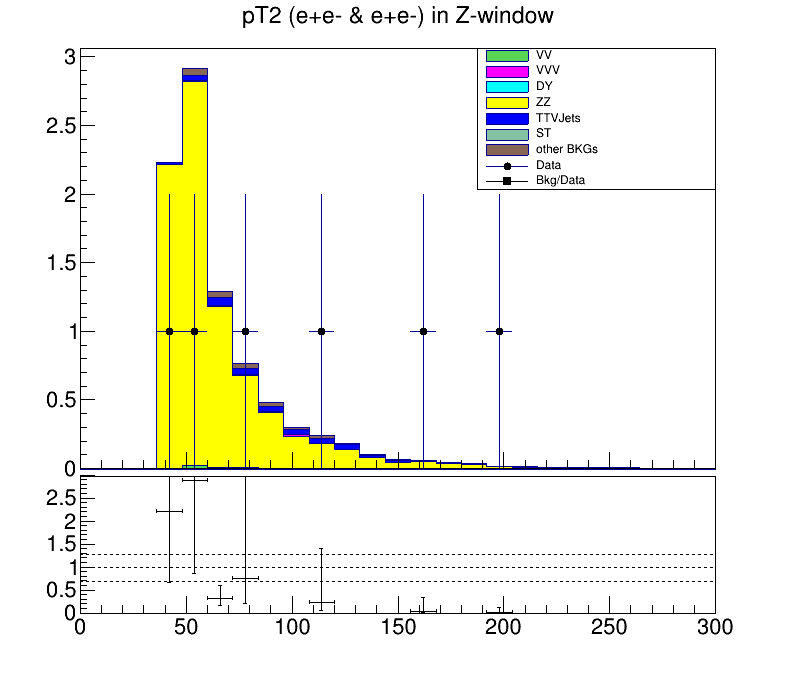 pT2 (e+e- & e+e-) in Z-window
VV
VVV
DY
ZZ
TTVJets
ST
other BKGs
Data
Bkg/Data
3
2.5
2
1.5
1
0.5
0
2.5
2
1.5
1
0.5
0
0 50 100 150 200 250 300